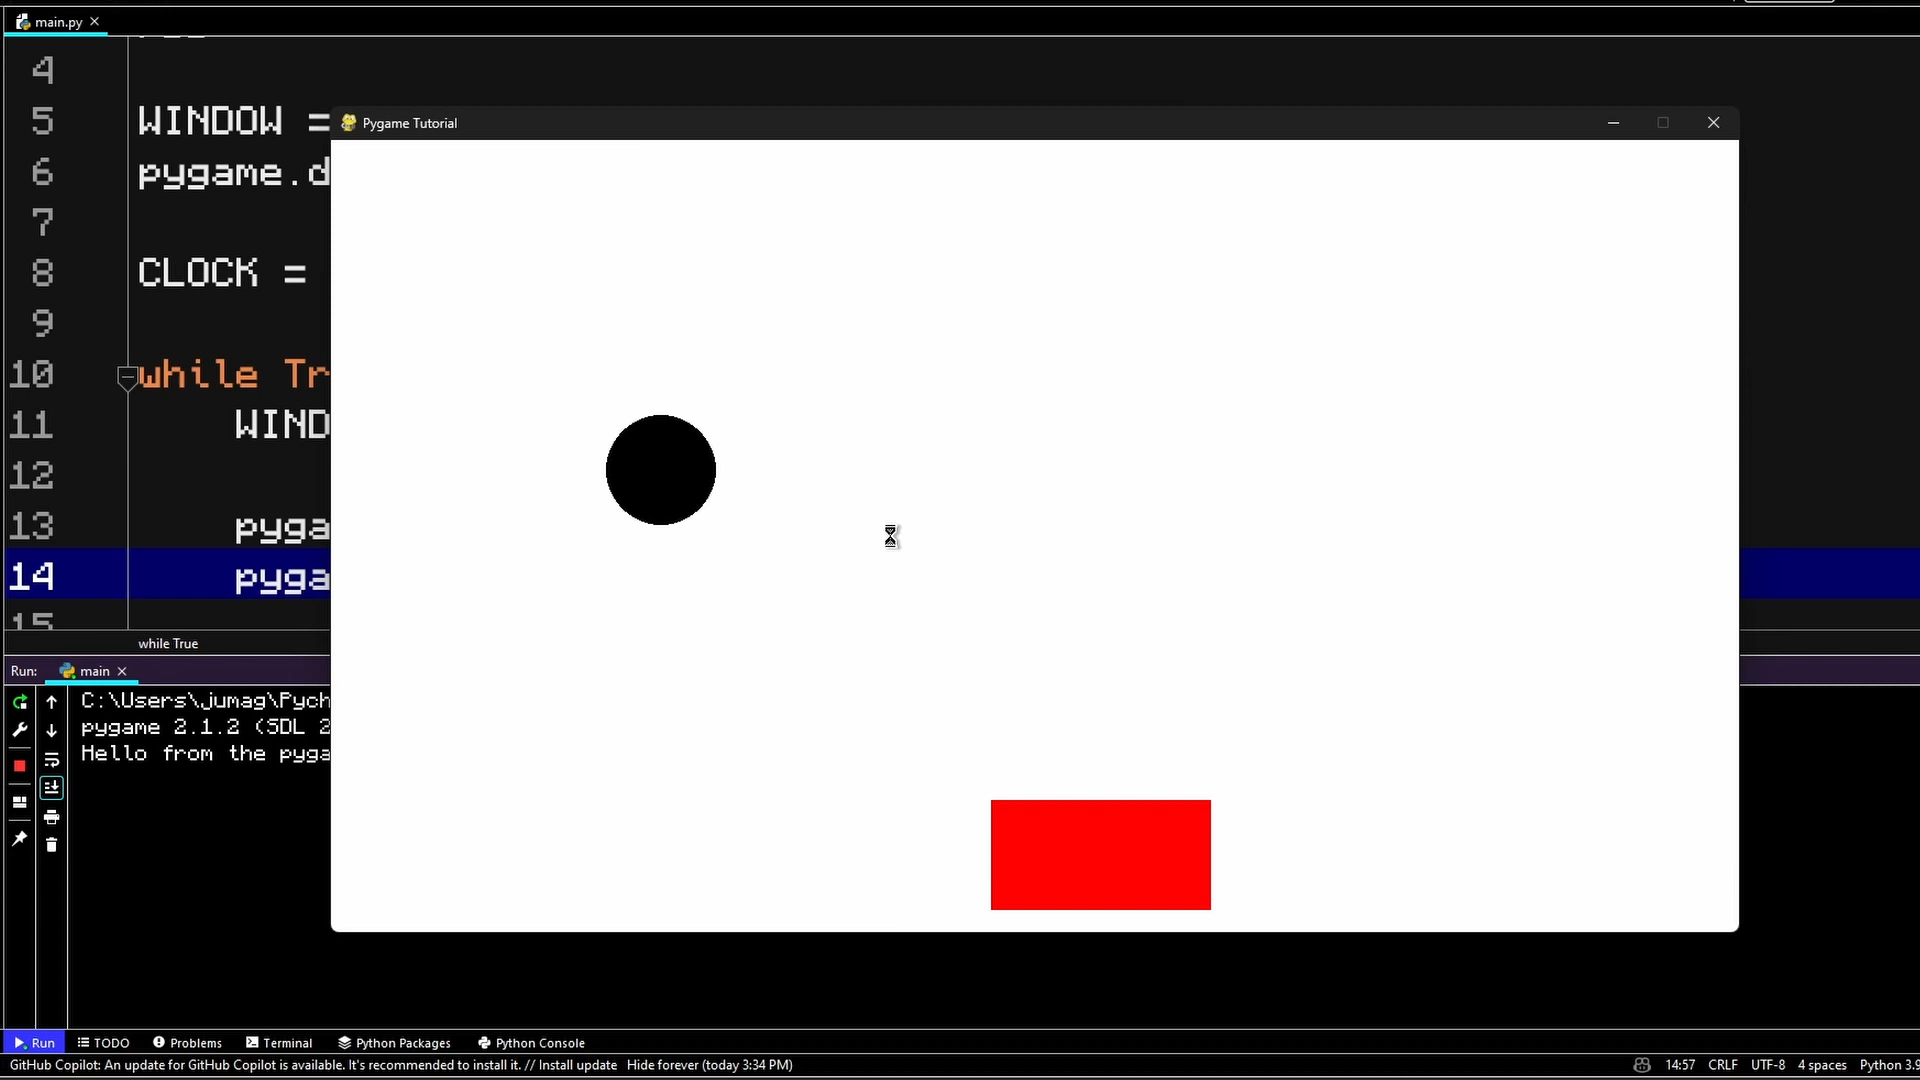 main.py
4
5 WINDOW =
6 pygame.d
7
8 CLOCK =
9
10 while Tr
11 WIND
12
13 pyga
14 pyga
15
Pygame Tutorial
while True
Run: main
C:\Users\jumag\Pych
pygame 2.1.2 (SDL 2
Hello from the pyga
Run TODO Problems Terminal Python Packages Python Console
GitHub Copilot: An update for GitHub Copilot is available. It's recommended to install it. // Install update Hide forever (today 3:34 PM) 14:57 CRLF UTF-8 4 spaces Python 3.9